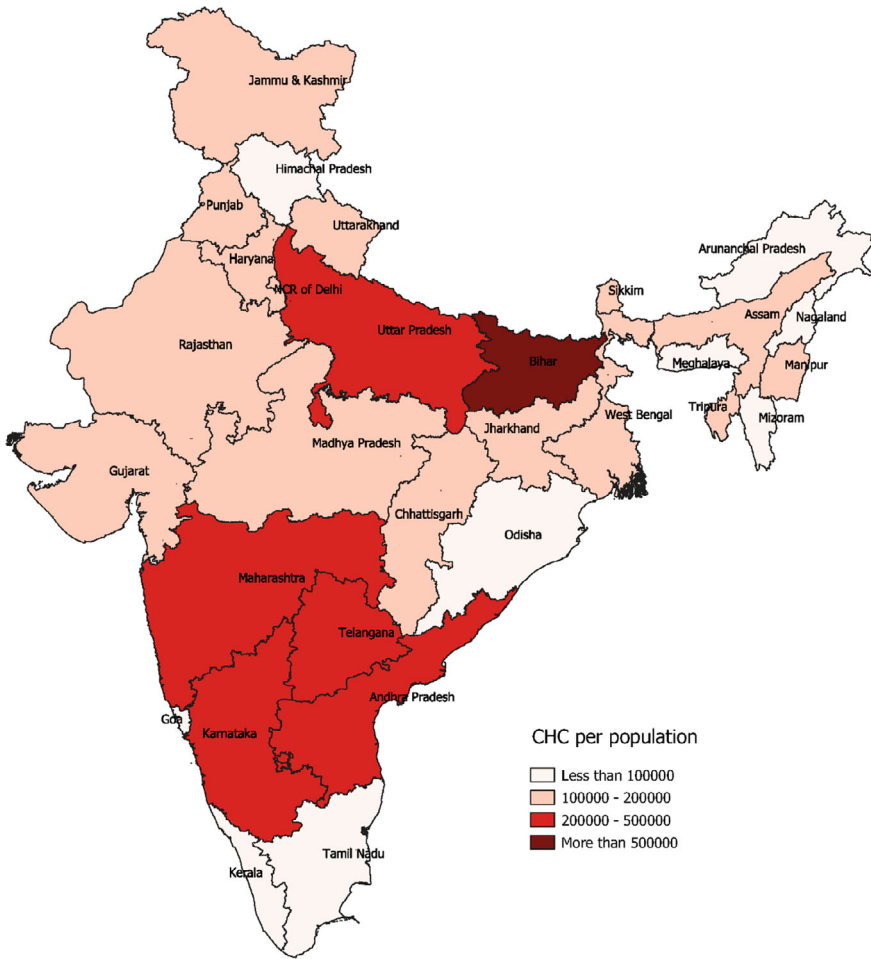 Jammu & Kashmir
Himachal Pradesh
Punjab
Uttarakhand
Haryana
NCR of Delhi
Arunanchal Pradesh
Sikkim
Assam
Nagaland
Rajasthan
Uttar Pradesh
Bihar
Meghalaya
Manipur
Tripura
Mizoram
West Bengal
Jharkhand
Madhya Pradesh
Gujarat
Chhattisgarh
Odisha
Maharashtra
Telangana
Andhra Pradesh
Goa
Karnataka
Tamil Nadu
Kerala
CHC per population
Less than 100000
100000 - 200000
200000 - 500000
More than 500000